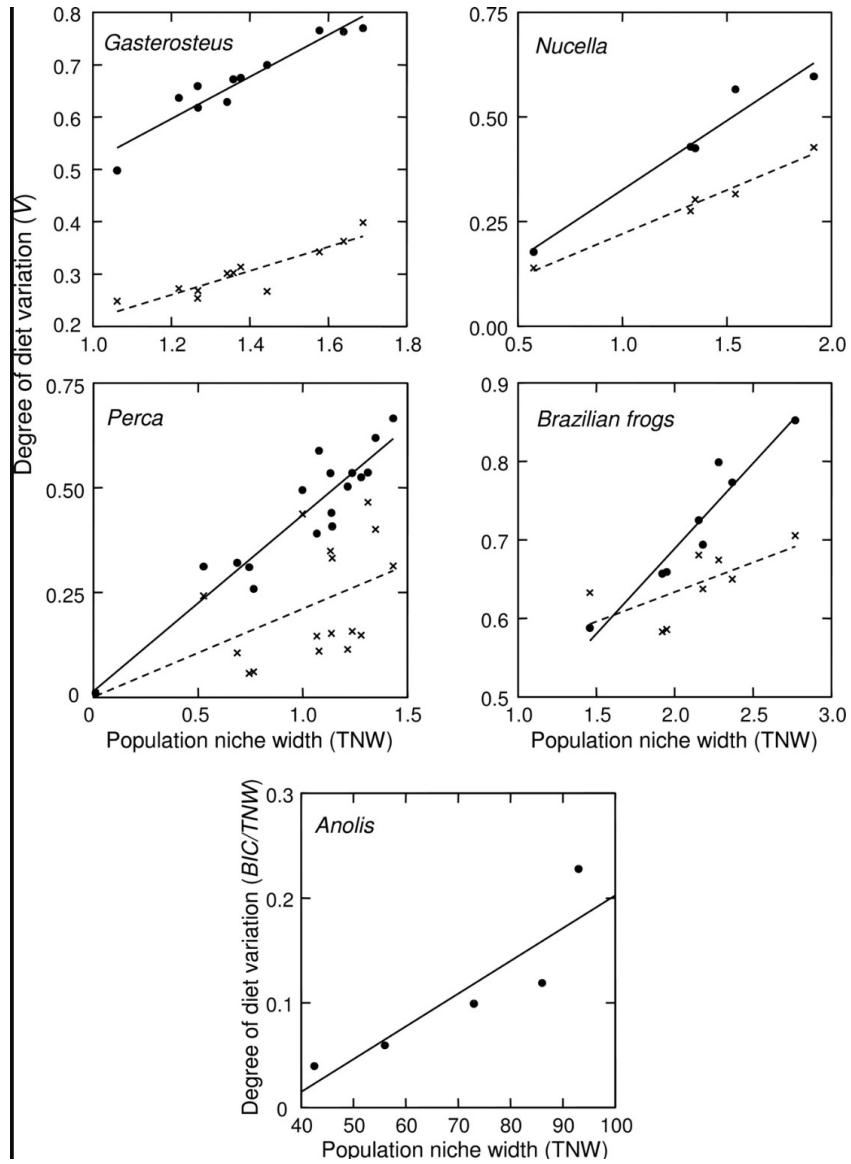 Degree of diet variation (V)
Gasterosteus
0.8
0.7
0.6
0.5
0.4
0.3
0.2
1.0 1.2 1.4 1.6 1.8
Nucella
0.75
0.50
0.25
0.00
0.5 1.0 1.5 2.0
Perca
0.75
0.50
0.25
0
0 0.5 1.0 1.5
Population niche width (TNW)
Brazilian frogs
0.9
0.8
0.7
0.6
0.5
1.0 1.5 2.0 2.5 3.0
Population niche width (TNW)
Degree of diet variation (BIC/TNW)
Anolis
0.3
0.2
0.1
0
40 50 60 70 80 90 100
Population niche width (TNW)